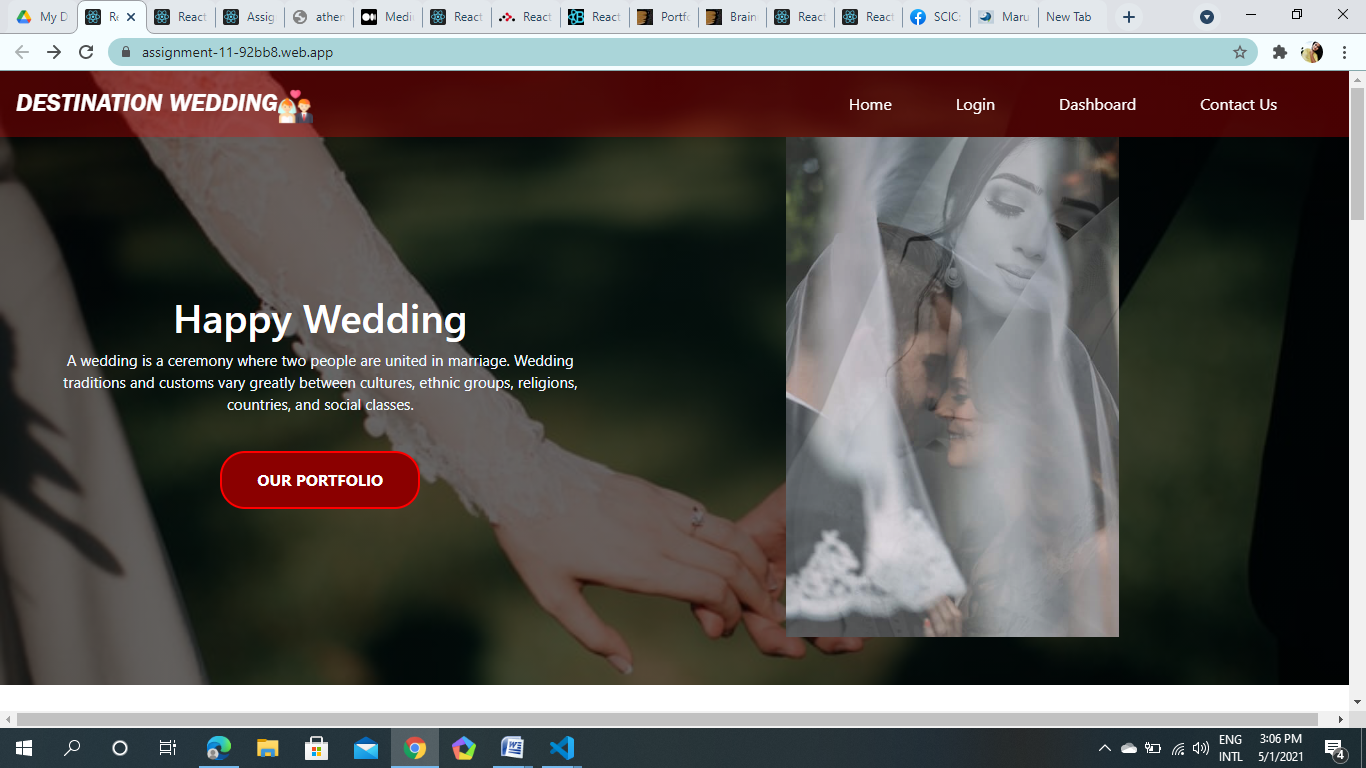 My D
Re
React
Assig
ather
Medi
React
React
React
Portfo
Brain
React
React
SCIC
Maru
New Tab
assignment-11-92bb8.web.app
DESTINATION WEDDING
Home
Login
Dashboard
Contact Us
Happy Wedding
A wedding is a ceremony where two people are united in marriage. Wedding
traditions and customs vary greatly between cultures, ethnic groups, religions,
countries, and social classes.
OUR PORTFOLIO
ENG
INTL
3:06 PM
5/1/2021
4